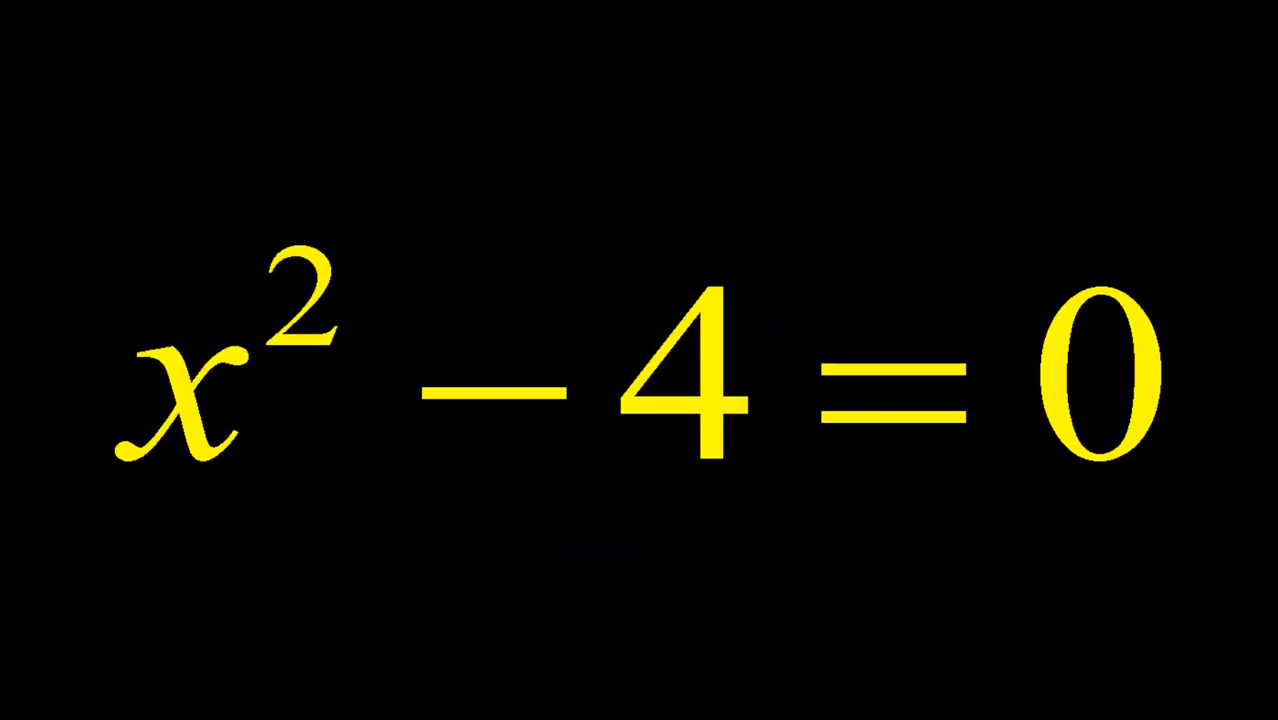 x² − 4 = 0